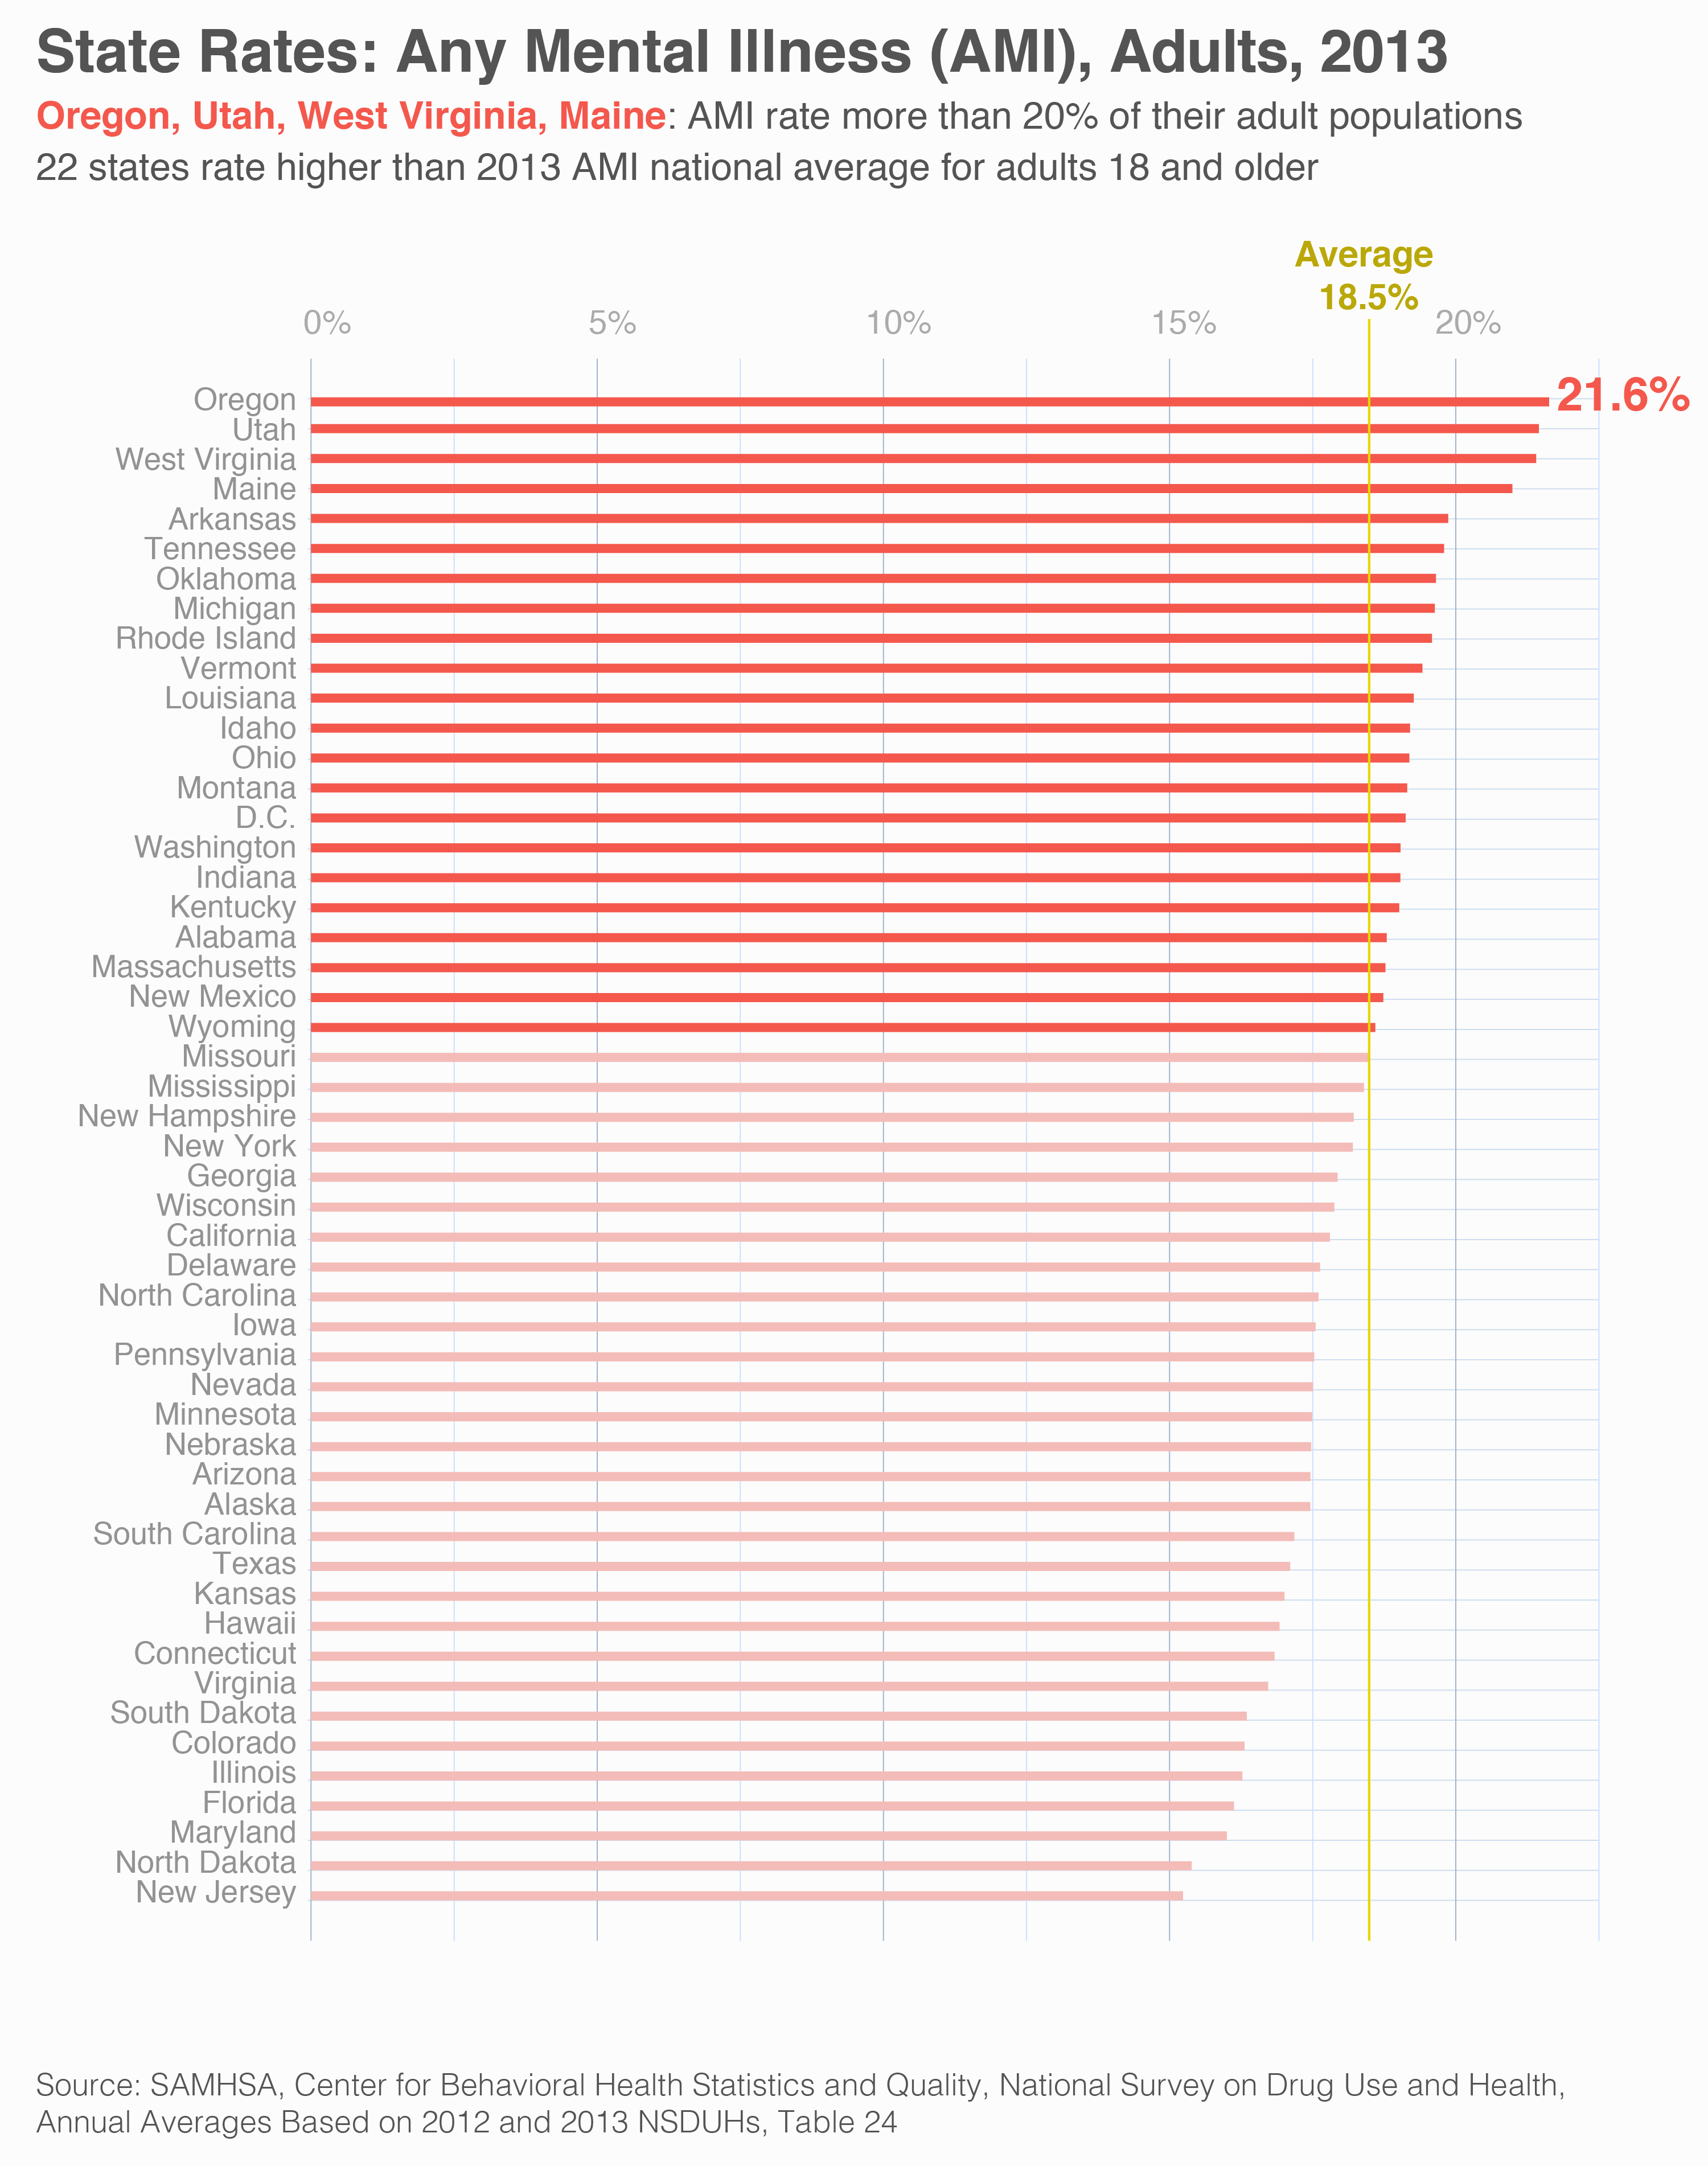 State Rates: Any Mental Illness (AMI), Adults, 2013
Oregon, Utah, West Virginia, Maine: AMI rate more than 20% of their adult populations
22 states rate higher than 2013 AMI national average for adults 18 and older
Average
18.5%
0% 5% 10% 15% 20%
Oregon 21.6%
Utah
West Virginia
Maine
Arkansas
Tennessee
Oklahoma
Michigan
Rhode Island
Vermont
Louisiana
Idaho
Ohio
Montana
D.C.
Washington
Indiana
Kentucky
Alabama
Massachusetts
New Mexico
Wyoming
Missouri
Mississippi
New Hampshire
New York
Georgia
Wisconsin
California
Delaware
North Carolina
Iowa
Pennsylvania
Nevada
Minnesota
Nebraska
Arizona
Alaska
South Carolina
Texas
Kansas
Hawaii
Connecticut
Virginia
South Dakota
Colorado
Illinois
Florida
Maryland
North Dakota
New Jersey
Source: SAMHSA, Center for Behavioral Health Statistics and Quality, National Survey on Drug Use and Health,
Annual Averages Based on 2012 and 2013 NSDUHs, Table 24